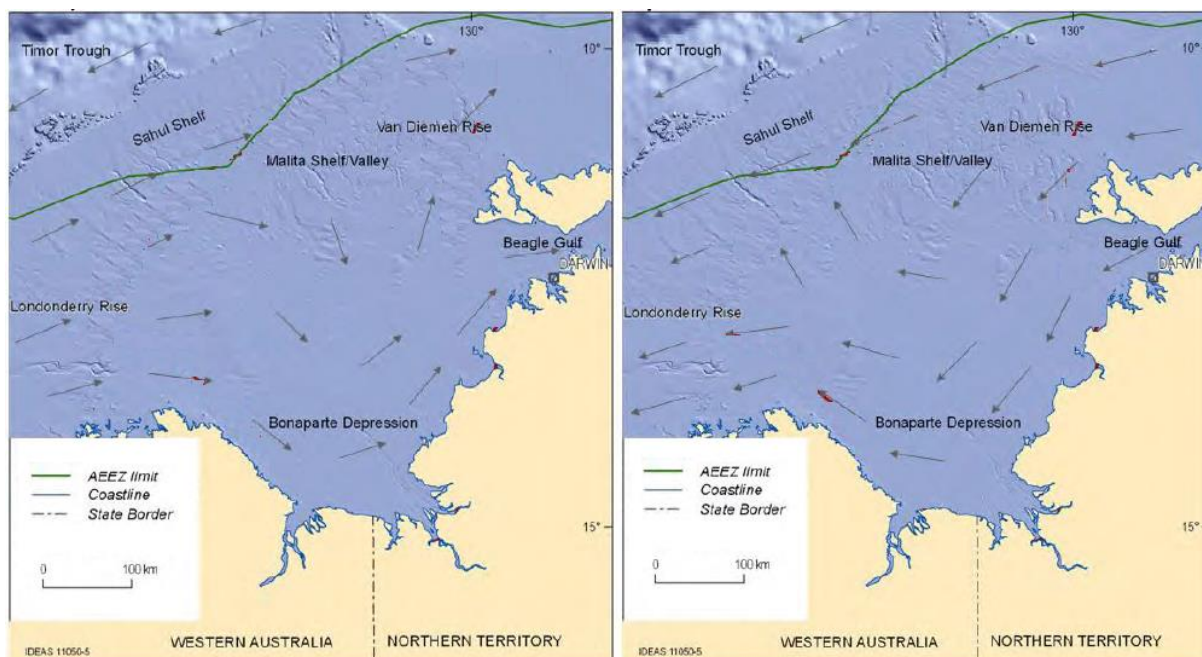 130°
10°
Timor Trough
Sahul Shelf
Van Diemen Rise
Malita Shelf/Valley
Beagle Gulf
DARWIN
Londonderry Rise
Bonaparte Depression
AEEZ limit
Coastline
State Border
15°
0 100 km
WESTERN AUSTRALIA NORTHERN TERRITORY
IDEAS 11050-5
130°
10°
Timor Trough
Sahul Shelf
Van Diemen Rise
Malita Shelf/Valley
Beagle Gulf
DARWIN
Londonderry Rise
Bonaparte Depression
AEEZ limit
Coastline
State Border
15°
0 100 km
WESTERN AUSTRALIA NORTHERN TERRITORY
IDEAS 11050-5